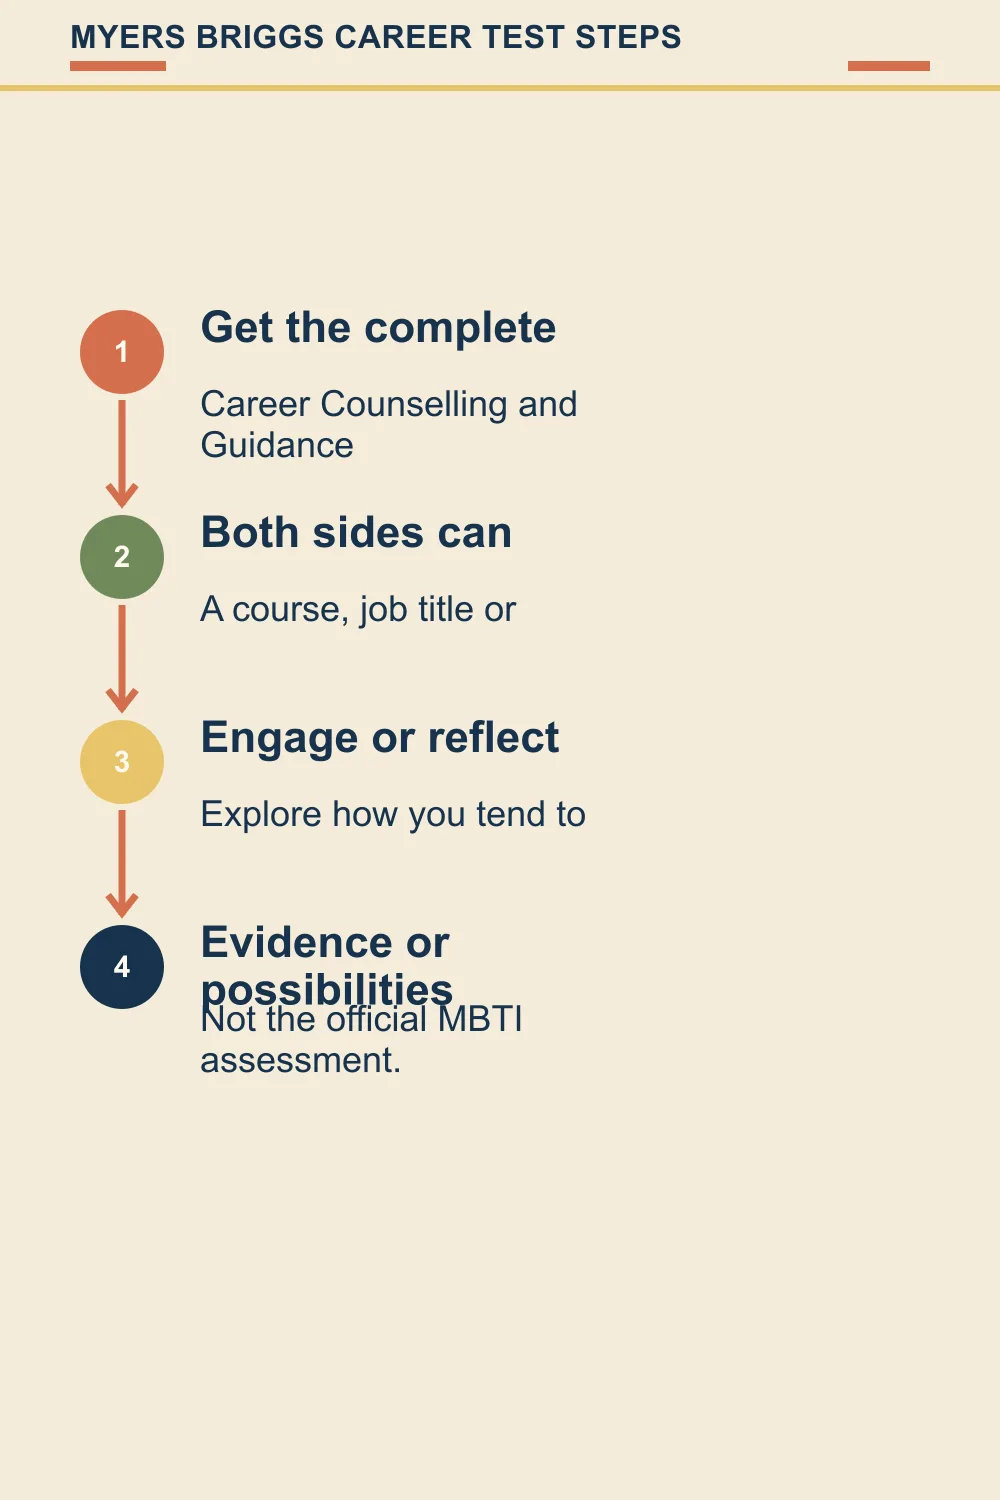 MYERS BRIGGS CAREER TEST STEPS
1
Get the complete
Career Counselling and
Guidance
2
Both sides can
A course, job title or
3
Engage or reflect
Explore how you tend to
4
Evidence or
possibilities
Not the official MBTI
assessment.